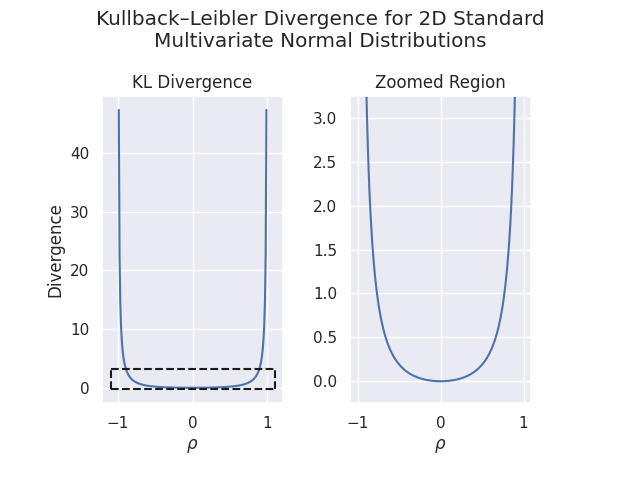 Kullback–Leibler Divergence for 2D Standard
Multivariate Normal Distributions
KL Divergence
Divergence
40
30
20
10
0
−1
0
1
ρ
Zoomed Region
3.0
2.5
2.0
1.5
1.0
0.5
0.0
−1
0
1
ρ